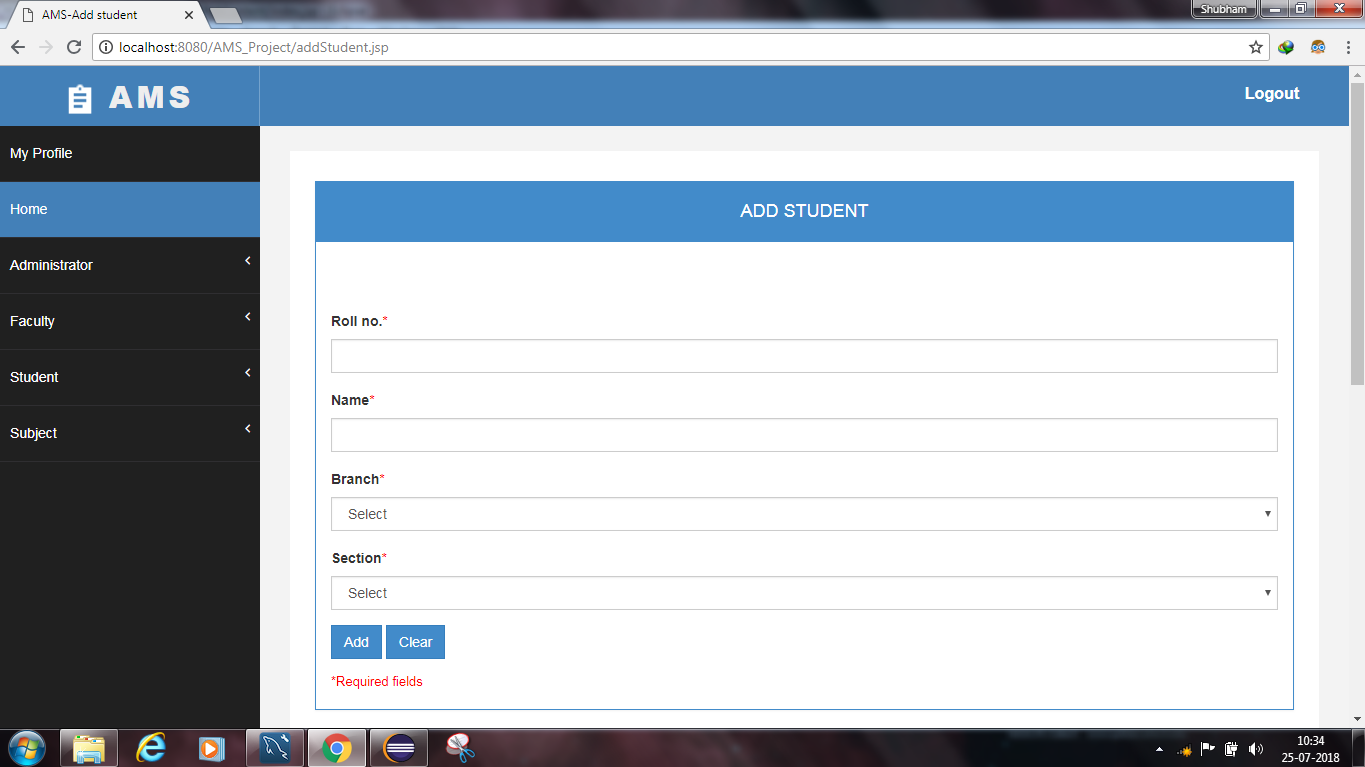 AMS-Add student
Shubham
localhost:8080/AMS_Project/addStudent.jsp
AMS
Logout
My Profile
Home
Administrator
Faculty
Student
Subject
ADD STUDENT
Roll no.*
Name*
Branch*
Select
Section*
Select
Add Clear
*Required fields
10:34
25-07-2018